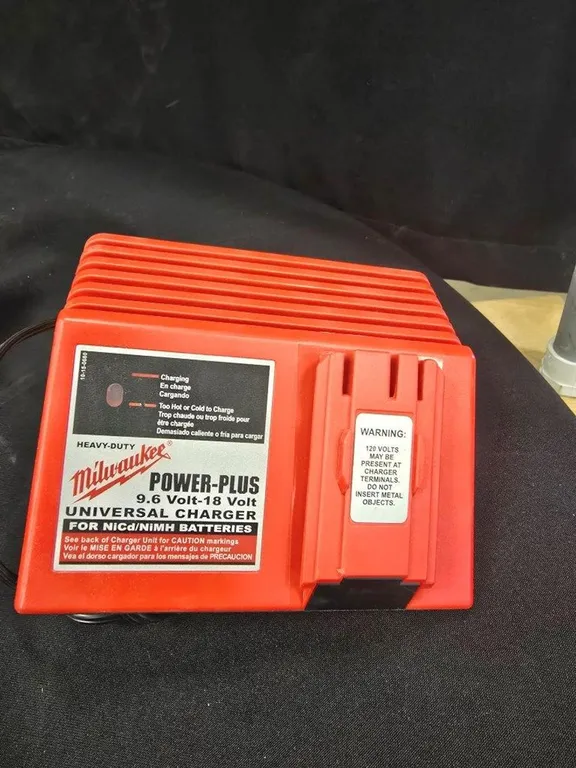 10-15-0680
Charging
En charge
Cargando
Too Hot or Cold to Charge
Trop chaude ou trop froide pour
être chargée
Demasiado caliente o fría para cargar
HEAVY-DUTY
Milwaukee®
POWER-PLUS
9.6 Volt-18 Volt
UNIVERSAL CHARGER
FOR NiCd/NiMH BATTERIES
See back of Charger Unit for CAUTION markings
Voir le MISE EN GARDE à l'arrière du chargeur
Vea el dorso cargador para los mensajes de PRECAUCION
WARNING:
120 VOLTS
MAY BE
PRESENT AT
CHARGER
TERMINALS.
DO NOT
INSERT METAL
OBJECTS.